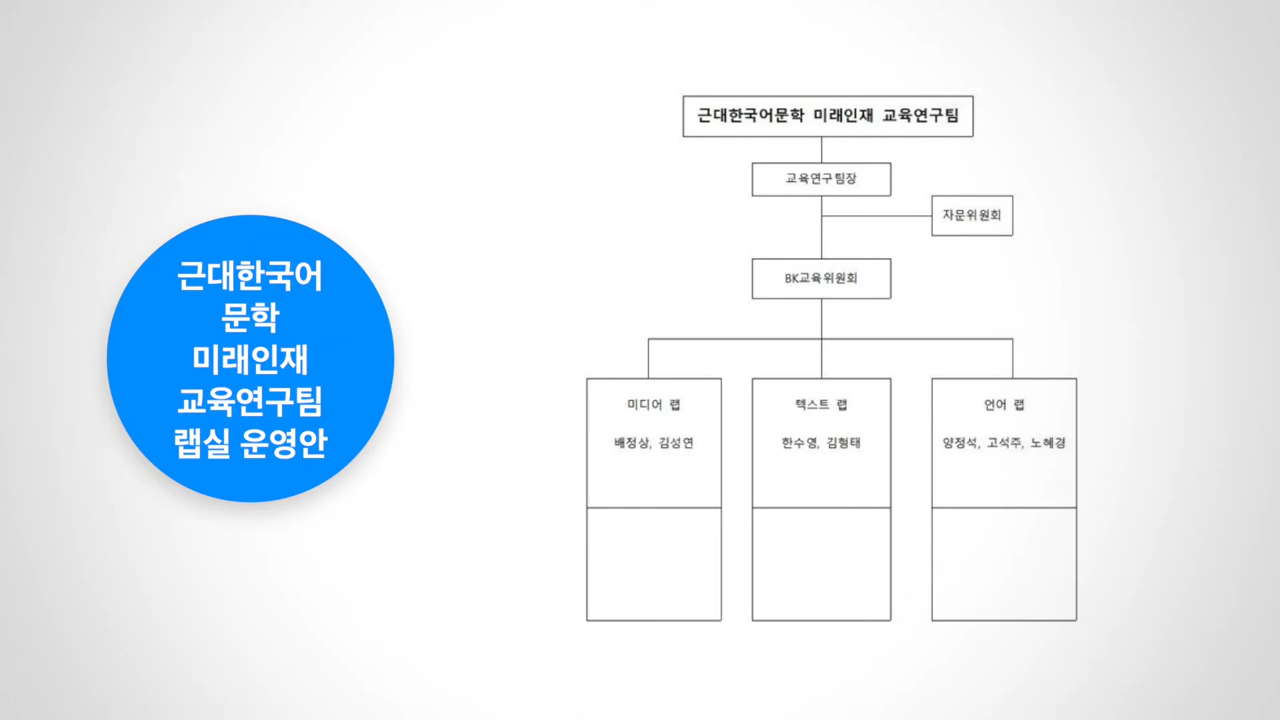 근대한국어
문학
미래인재
교육연구팀
랩실 운영안
근대한국어문학 미래인재 교육연구팀
교육연구팀장
자문위원회
BK교육위원회
미디어 랩
배정상, 김성연
텍스트 랩
한수영, 김형태
언어 랩
양정석, 고석주, 노혜경